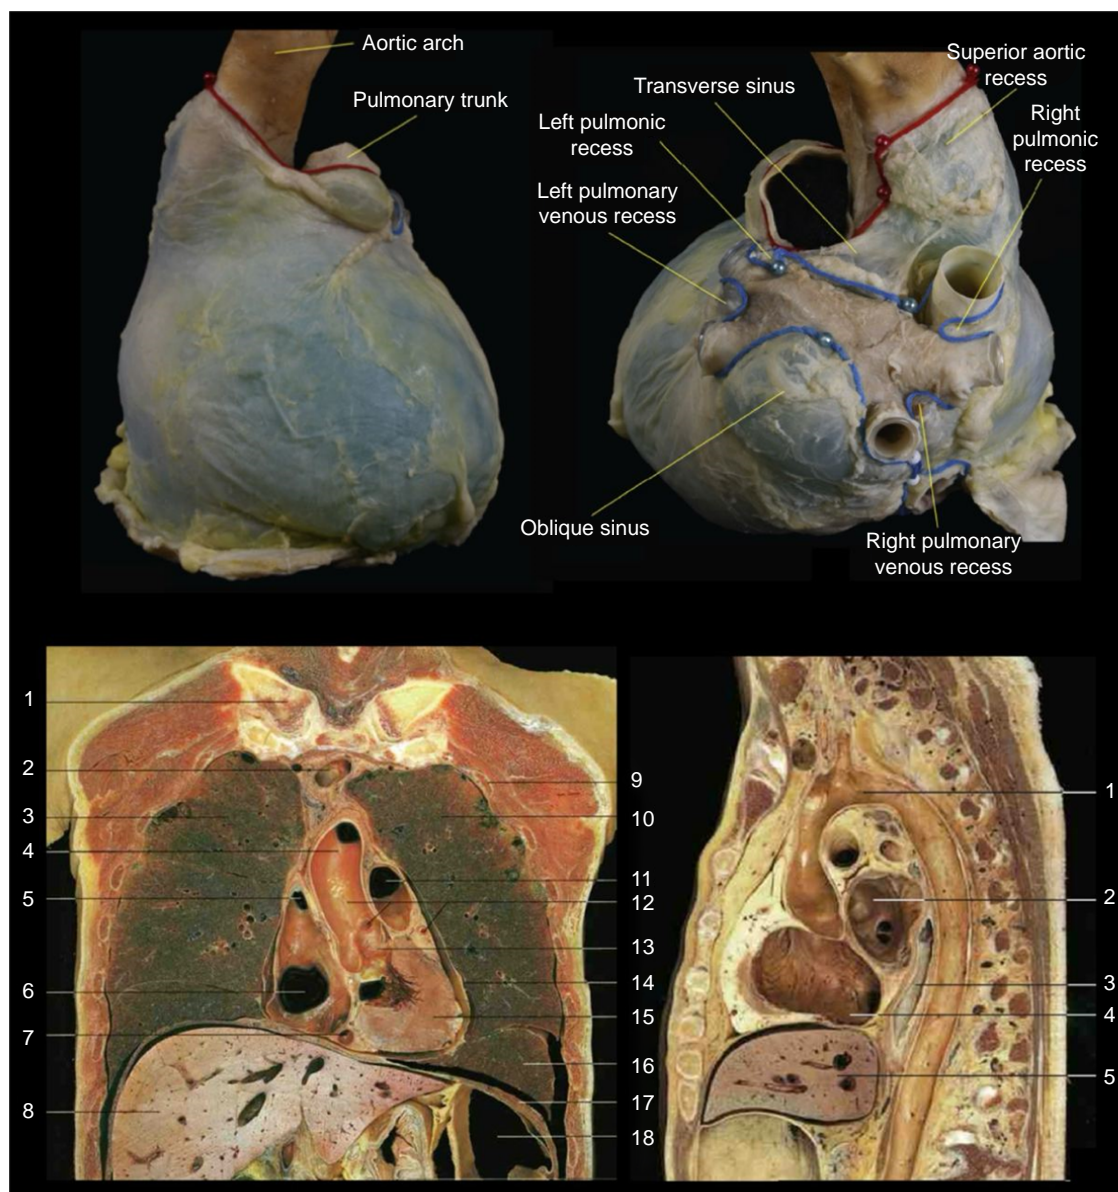 Aortic arch
Pulmonary trunk
Superior aortic
recess
Transverse sinus
Right
pulmonic
recess
Left pulmonic
recess
Left pulmonary
venous recess
Oblique sinus
Right pulmonary
venous recess
1
2
3
4
5
6
7
8
9
10
11
12
13
14
15
16
17
18
1
2
3
4
5